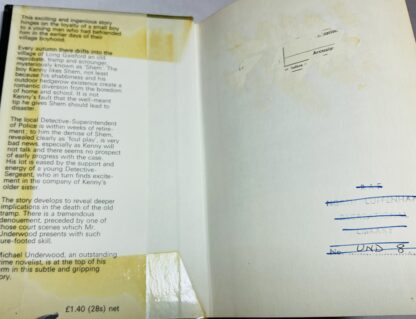 This exciting and ingenious story
hinges on the loyalty of a small boy
to a young man who had befriended
him in the earlier days of their
village boyhood.
Every autumn there drifts into the
village of Long Gaisford an old
reprobate, tramp and scrounger,
mysteriously known as 'Shem'. The
boy Kenny likes Shem, not least
because his shabbiness and his
outdoor hedgerow existence create a
romantic diversion from the boredom
of home and school. It is not
Kenny's fault that the well-meant
tip he gives Shem should lead to
disaster.
The local Detective-Superintendent
of Police is within weeks of retire-
ment; to him the demise of Shem,
revealed clearly as 'foul play', is very
bad news, especially as Kenny will
not talk and there seems no prospect
of early progress with the case.
His lot is eased by the support and
energy of a young Detective-
Sergeant, who in turn finds excite-
ment in the company of Kenny's
older sister
The story develops to reveal deeper
implications in the death of the old
tramp. There is a tremendous
denouement, preceded by one of
those court scenes which Mr.
Underwood presents with such
ure-footed skill.
Michael Underwood, an outstanding
rime novelist, is at the top of his
orm in this subtle and gripping
ory.
£1.40 (28s) net
LIBRARY
No UND 8